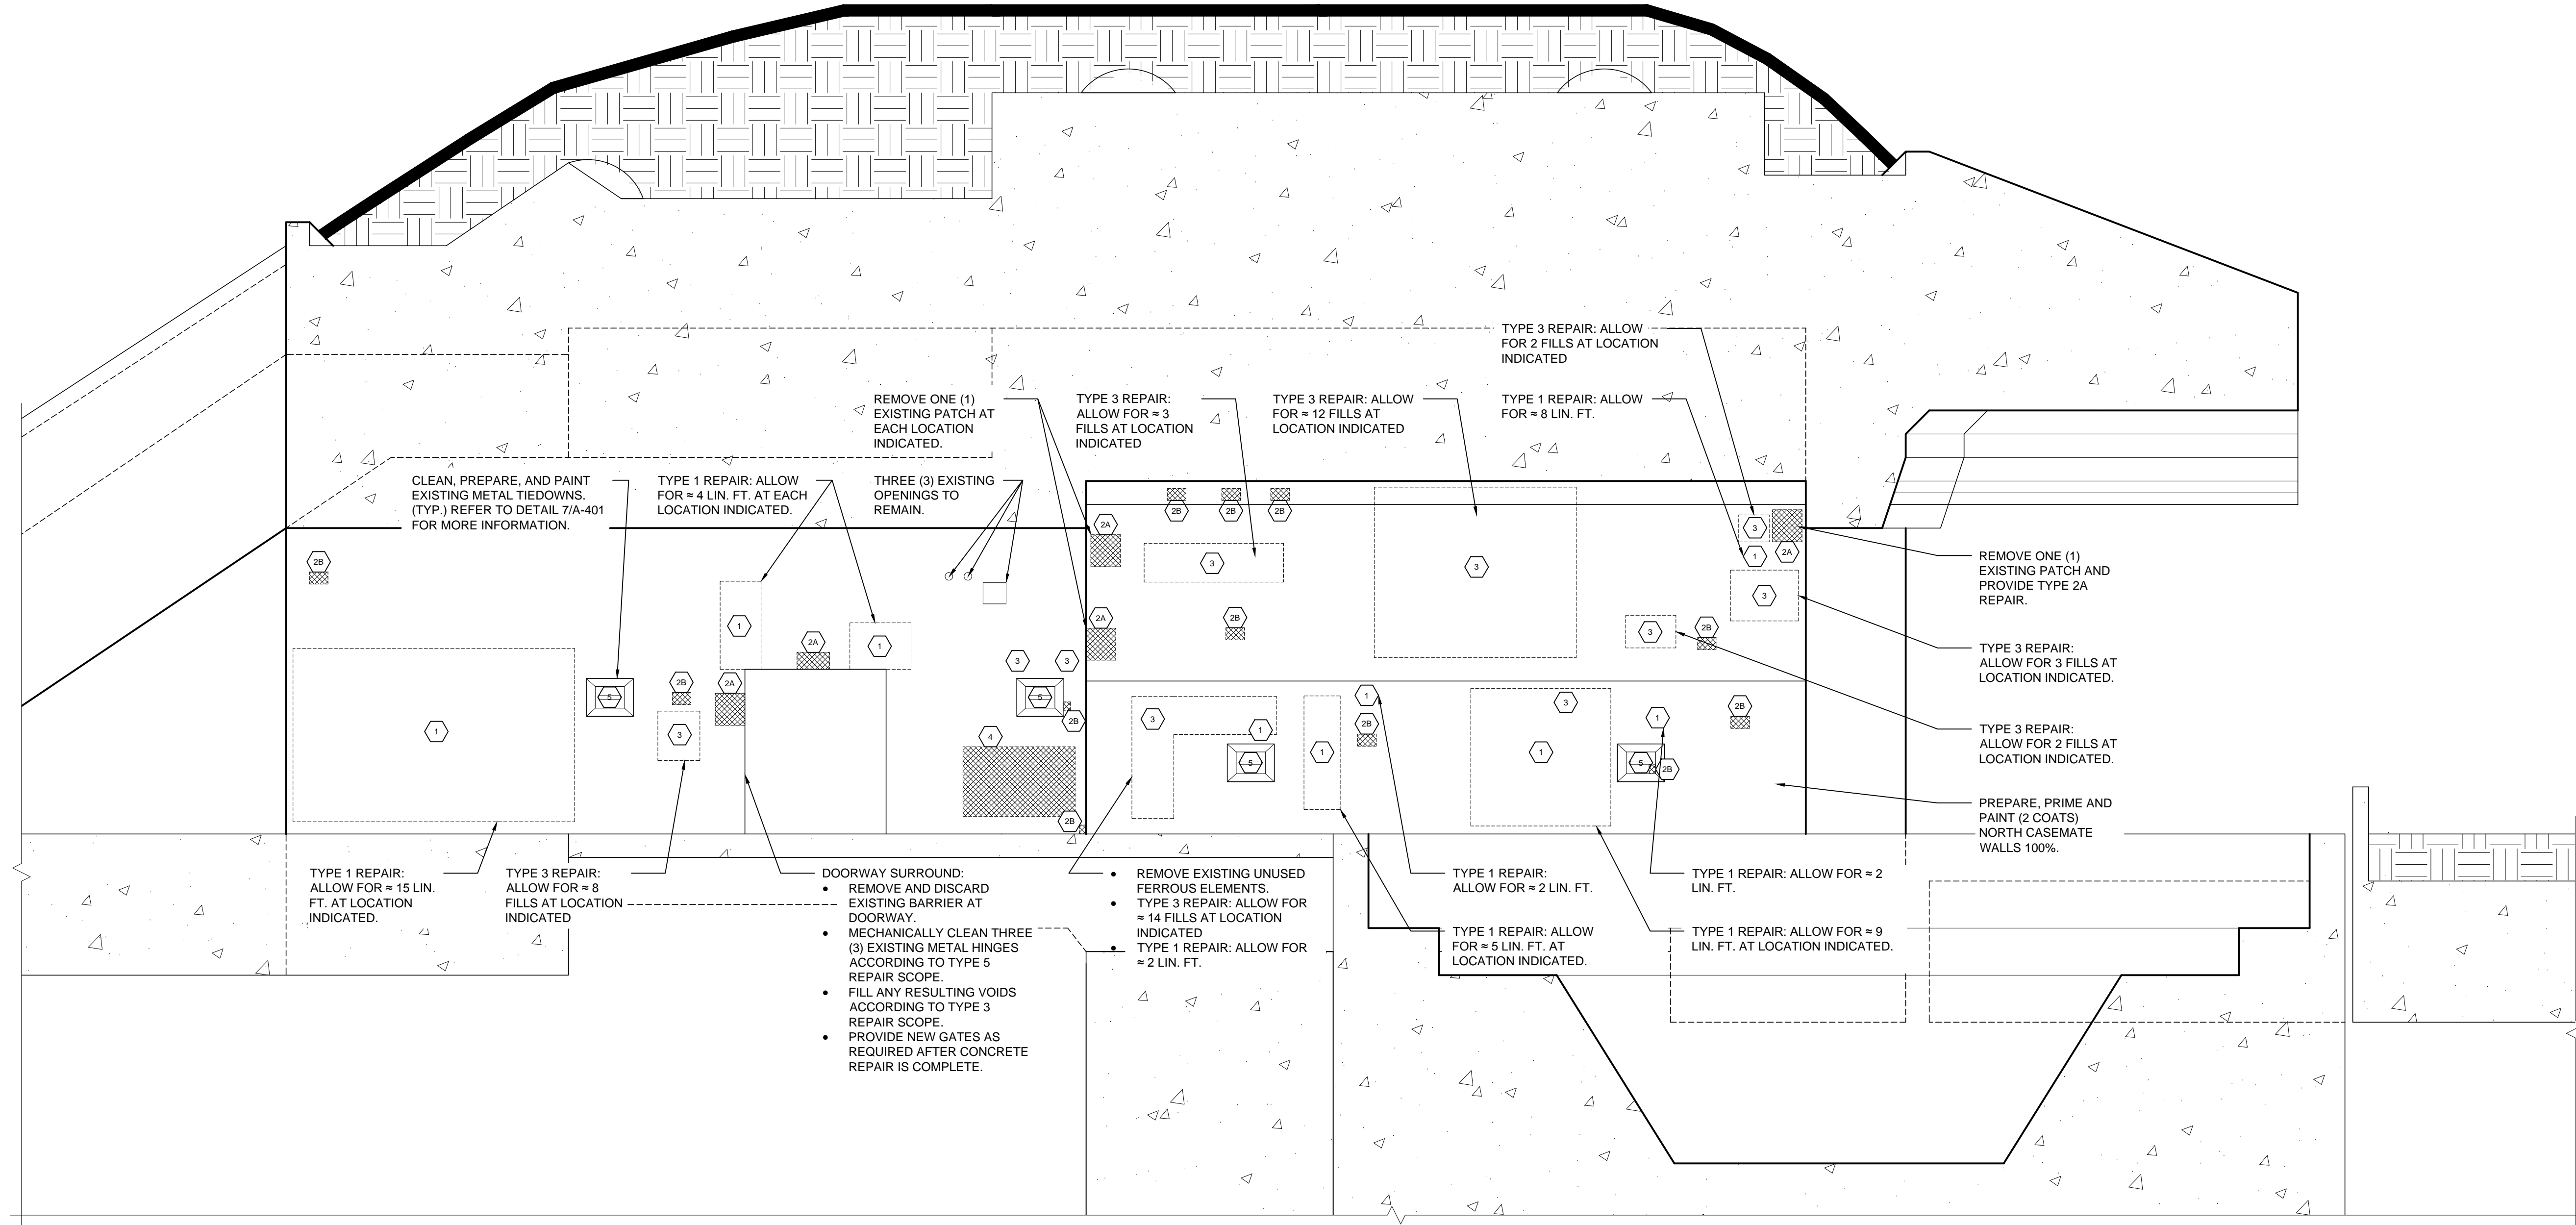 TYPE 3 REPAIR: ALLOW
FOR 2 FILLS AT LOCATION
INDICATED
REMOVE ONE (1)
EXISTING PATCH AT
EACH LOCATION
INDICATED.
TYPE 3 REPAIR:
ALLOW FOR ≈ 3
FILLS AT LOCATION
INDICATED
TYPE 3 REPAIR: ALLOW
FOR ≈ 12 FILLS AT
LOCATION INDICATED
TYPE 1 REPAIR: ALLOW
FOR ≈ 8 LIN. FT.
CLEAN, PREPARE, AND PAINT
EXISTING METAL TIEDOWNS.
(TYP.) REFER TO DETAIL 7/A-401
FOR MORE INFORMATION.
TYPE 1 REPAIR: ALLOW
FOR ≈ 4 LIN. FT. AT EACH
LOCATION INDICATED.
THREE (3) EXISTING
OPENINGS TO
REMAIN.
2B
2B
2B
2A
3
2A
3
1
2A
REMOVE ONE (1)
EXISTING PATCH AND
PROVIDE TYPE 2A
REPAIR.
2B
3
3
3
2A
2B
3
2B
1
2A
1
3
3
TYPE 3 REPAIR:
ALLOW FOR 3 FILLS AT
LOCATION INDICATED.
5
2B
2A
5
2B
3
1
1
2B
3
1
2B
TYPE 3 REPAIR:
ALLOW FOR 2 FILLS AT
LOCATION INDICATED.
1
3
4
5
1
1
5
2B
2B
PREPARE, PRIME AND
PAINT (2 COATS)
NORTH CASEMATE
WALLS 100%.
TYPE 1 REPAIR:
ALLOW FOR ≈ 15 LIN.
FT. AT LOCATION
INDICATED.
TYPE 3 REPAIR:
ALLOW FOR ≈ 8
FILLS AT LOCATION
INDICATED
DOORWAY SURROUND:
• REMOVE AND DISCARD
EXISTING BARRIER AT
DOORWAY.
• MECHANICALLY CLEAN THREE
(3) EXISTING METAL HINGES
ACCORDING TO TYPE 5
REPAIR SCOPE.
• FILL ANY RESULTING VOIDS
ACCORDING TO TYPE 3
REPAIR SCOPE.
• PROVIDE NEW GATES AS
REQUIRED AFTER CONCRETE
REPAIR IS COMPLETE.
• REMOVE EXISTING UNUSED
FERROUS ELEMENTS.
• TYPE 3 REPAIR: ALLOW FOR
≈ 14 FILLS AT LOCATION
INDICATED
• TYPE 1 REPAIR: ALLOW FOR
≈ 2 LIN. FT.
TYPE 1 REPAIR:
ALLOW FOR ≈ 2 LIN. FT.
TYPE 1 REPAIR: ALLOW
FOR ≈ 5 LIN. FT. AT
LOCATION INDICATED.
TYPE 1 REPAIR: ALLOW FOR ≈ 2
LIN. FT.
TYPE 1 REPAIR: ALLOW FOR ≈ 9
LIN. FT. AT LOCATION INDICATED.